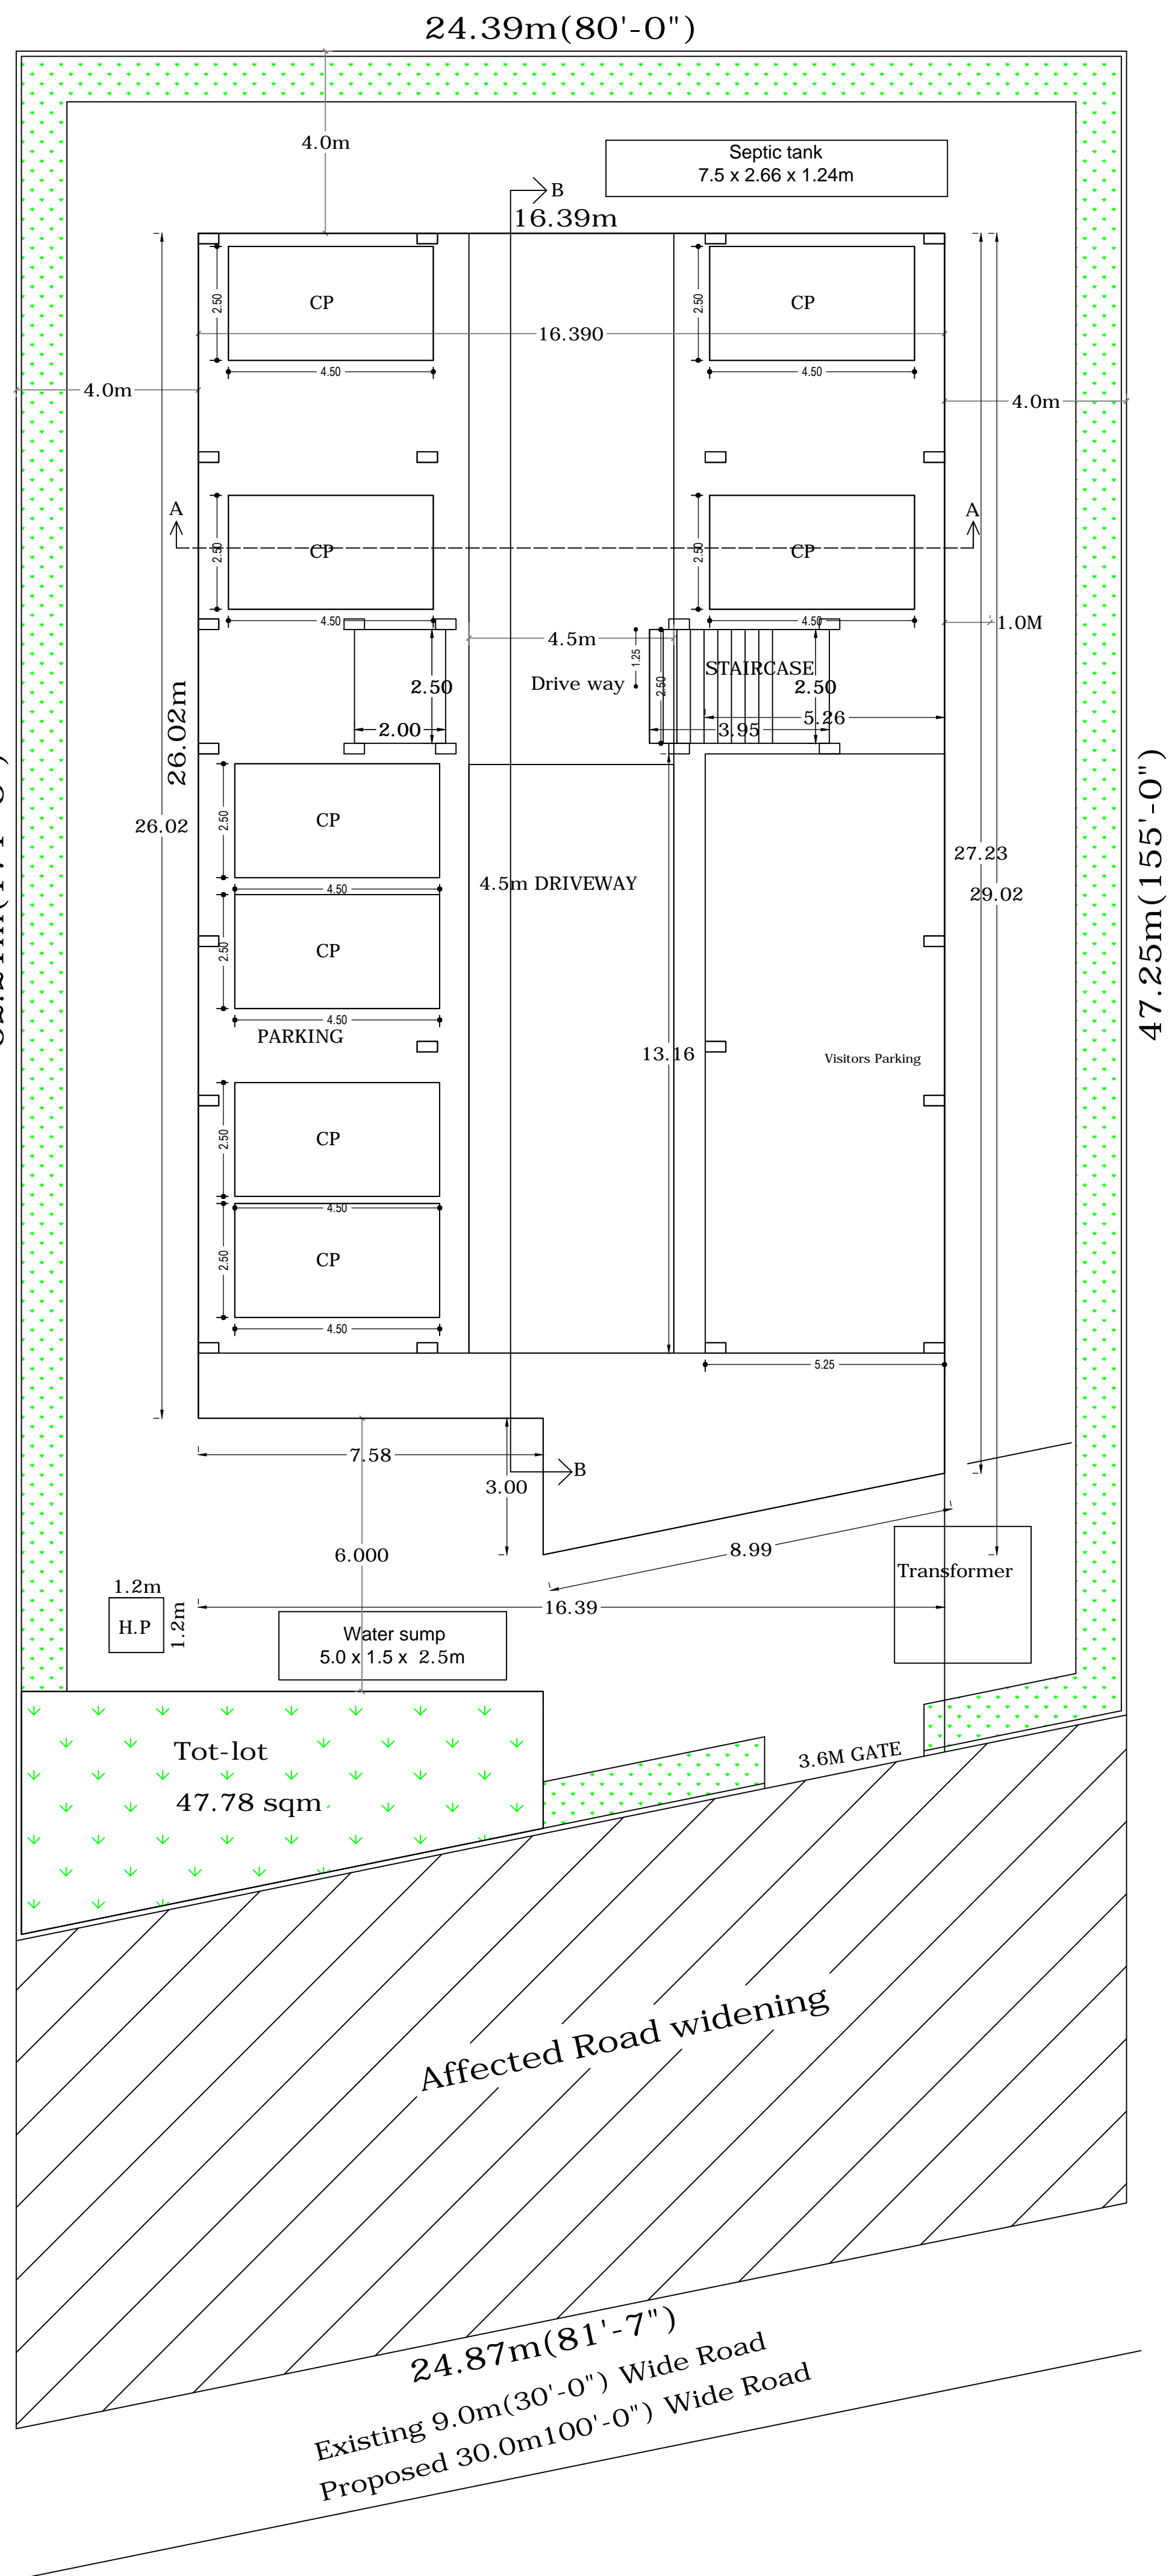 24.39m(80'-0")
4.0m
Septic tank
7.5 x 2.66 x 1.24m
B
16.39m
CP
2.50
4.50
CP
2.50
4.50
16.390
4.0m
4.0m
A
A
CP
2.50
4.50
CP
2.50
4.50
1.0M
4.5m
Drive way
1.25
2.50
STAIRCASE
2.50
5.26
3.95
2.50
2.00
26.02m
26.02
CP
2.50
4.50
27.23
29.02
47.25m(155'-0")
4.5m DRIVEWAY
CP
2.50
4.50
PARKING
13.16
Visitors Parking
CP
2.50
4.50
CP
2.50
4.50
5.25
7.58
B
3.00
6.000
8.99
Transformer
1.2m
H.P
1.2m
16.39
Water sump
5.0 x 1.5 x 2.5m
Tot-lot
47.78 sqm
3.6M GATE
Affected Road widening
24.87m(81'-7")
Existing 9.0m(30'-0") Wide Road
Proposed 30.0m100'-0") Wide Road